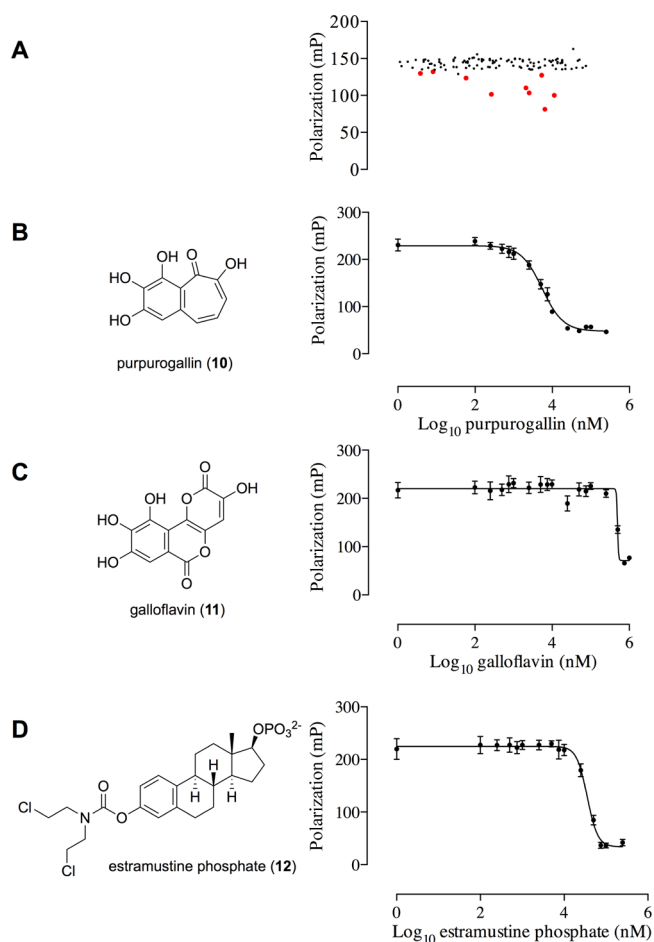 A
Polarization (mP)
200
150
100
50
0
B
OH
O
OH
HO
HO
purpurogallin (10)
Polarization (mP)
300
200
100
0
0
2
4
6
Log10 purpurogallin (nM)
C
O
OH
O
OH
HO
HO
O
O
galloflavin (11)
Polarization (mP)
300
200
100
0
0
2
4
6
Log10 galloflavin (nM)
D
OPO3 2-
H
H
H
O
Cl
N
O
Cl
estramustine phosphate (12)
Polarization (mP)
300
200
100
0
0
2
4
6
Log10 estramustine phosphate (nM)